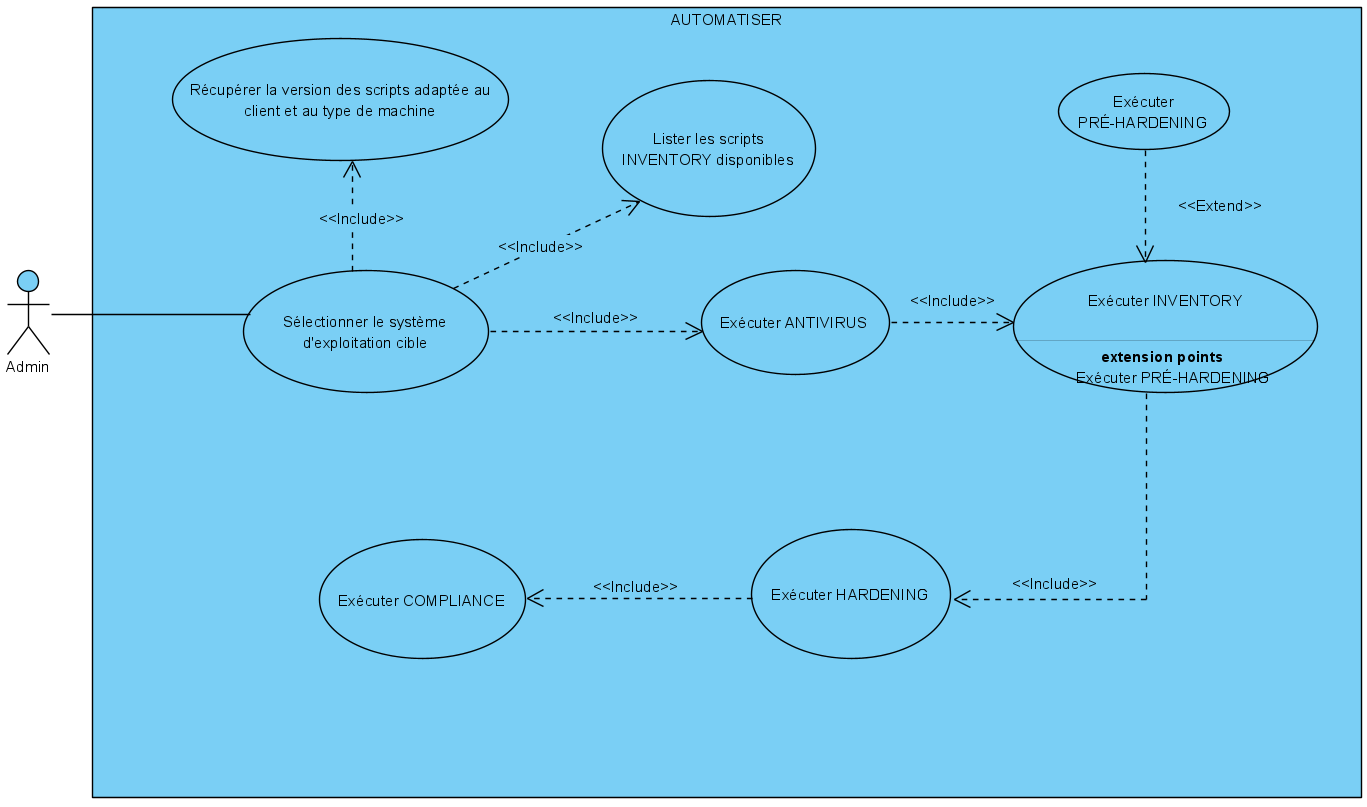 AUTOMATISER
Récupérer la version des scripts adaptée au
client et au type de machine
Lister les scripts
INVENTORY disponibles
Exécuter
PRÉ-HARDENING
<<Include>>
<<Include>>
<<Extend>>
Admin
Sélectionner le système
d'exploitation cible
<<Include>>
Exécuter ANTIVIRUS
<<Include>>
Exécuter INVENTORY
extension points
Exécuter PRÉ-HARDENING
Exécuter COMPLIANCE
<<Include>>
Exécuter HARDENING
<<Include>>